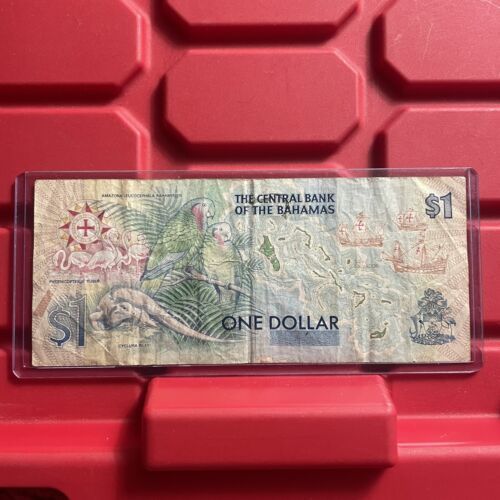 AMAZONA LEUCOCEPHALA BAHAMENSIS
THE CENTRAL BANK
OF THE BAHAMAS
$1
PHOENICOPTERUS RUBER
$1
ONE DOLLAR
CYCLURA RILEYI